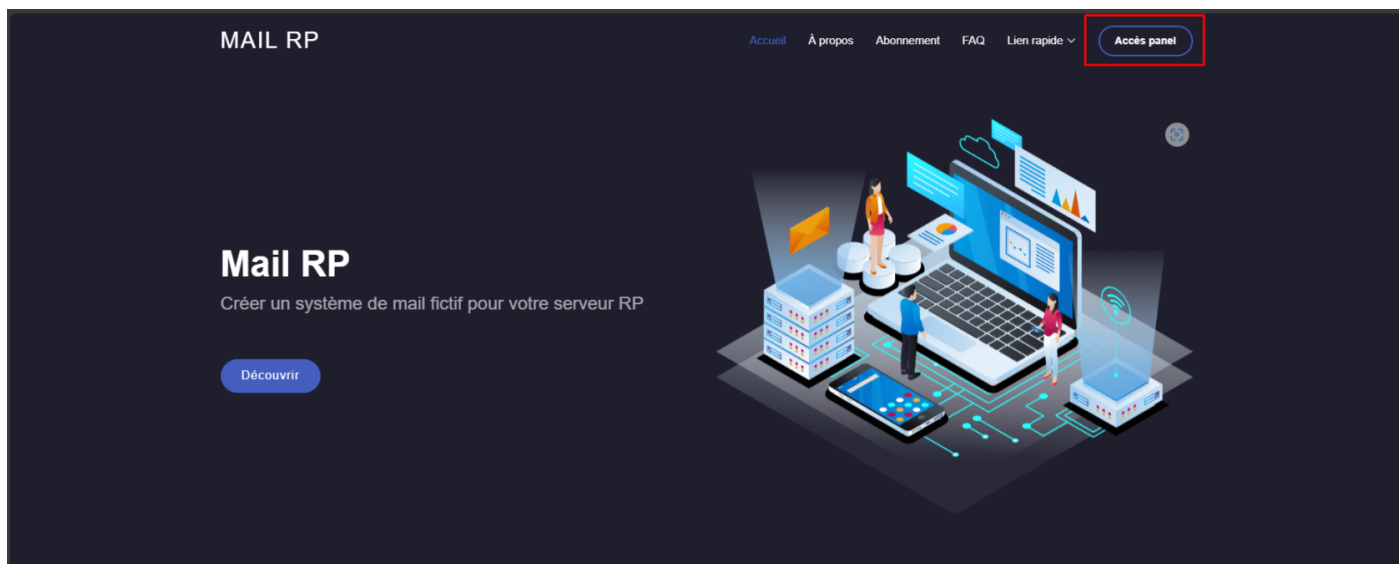 MAIL RP
Accueil À propos Abonnement FAQ Lien rapide Accès panel
Mail RP
Créer un système de mail fictif pour votre serveur RP
Découvrir